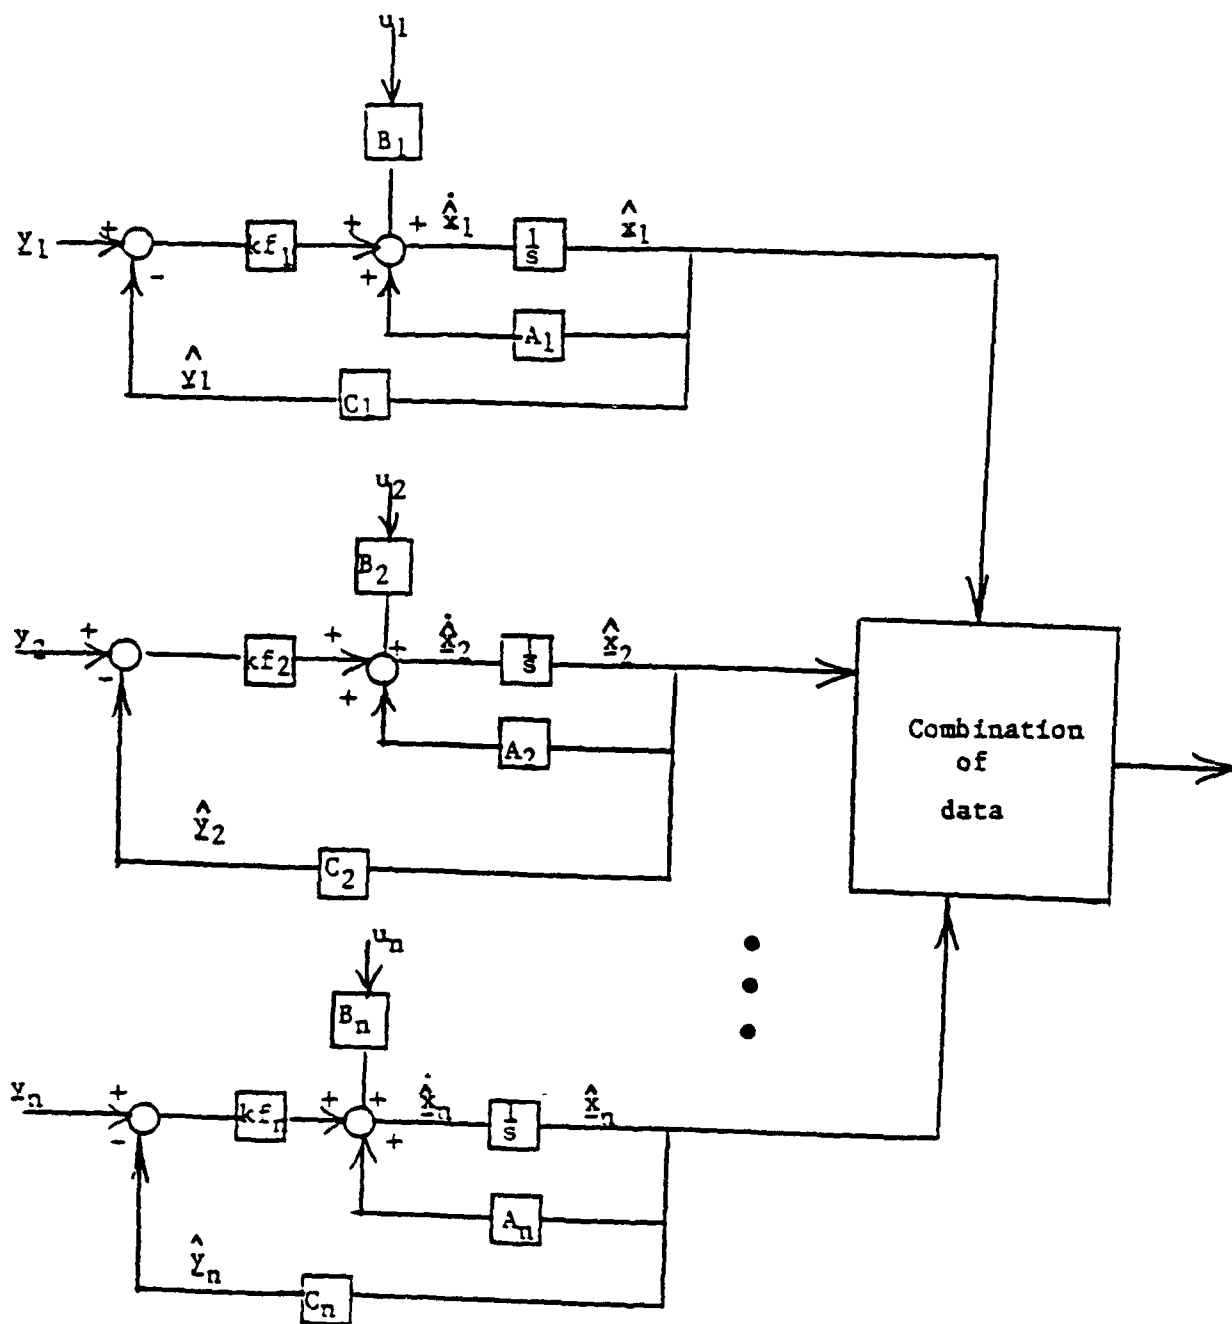 u1
B1
+ + + ẋ̂1 x̂1
y1 kf1 1/s
- +
A1
ŷ1
C1
u2
B2
+ + + ẋ̂2 x̂2
y2 kf2 1/s
- +
A2
Combination
of
data
ŷ2
C2
un
Bn
+ + + ẋ̂n x̂n
yn kfn 1/s
- +
An
ŷn
Cn